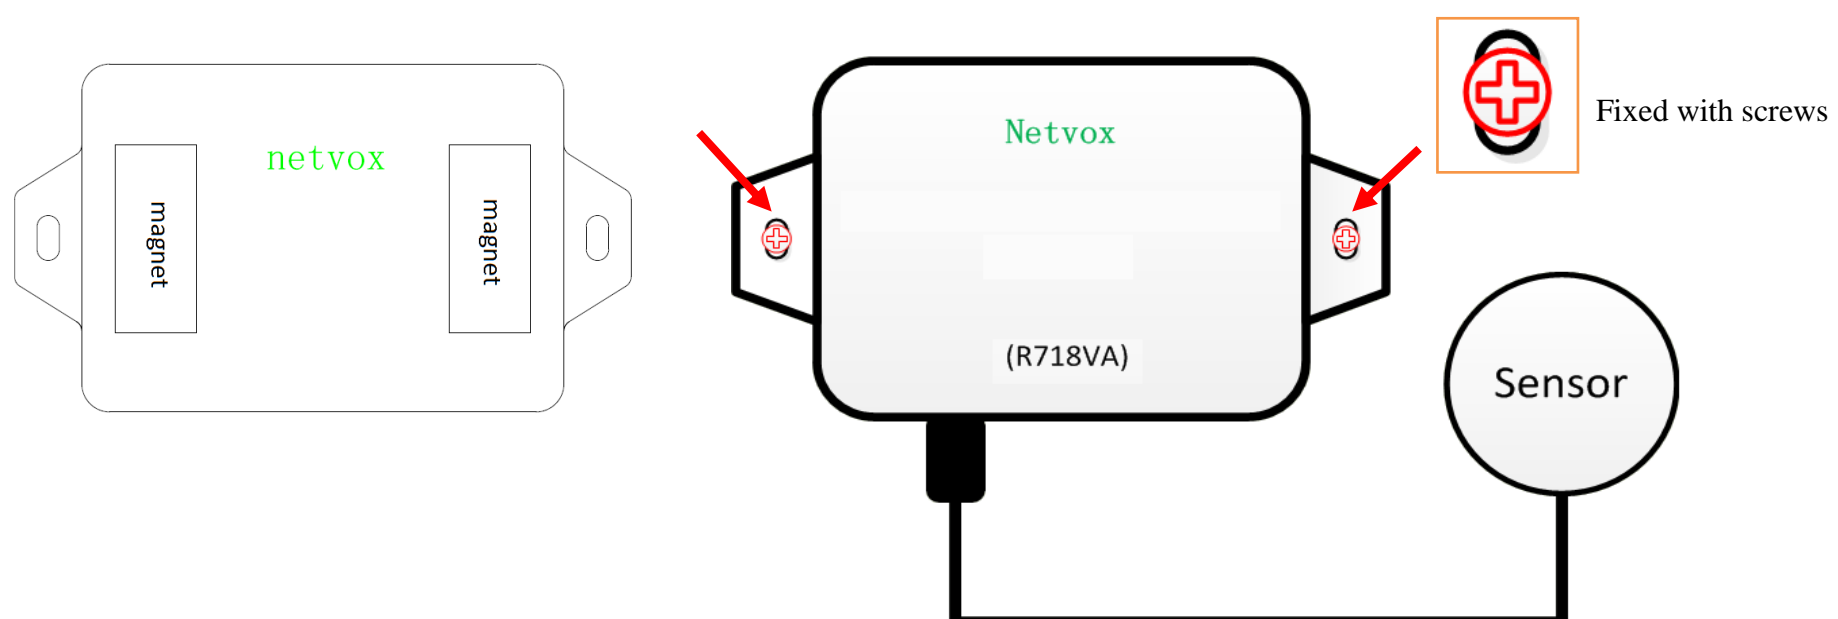 netvox
magnet
magnet
Netvox
(R718VA)
Fixed with screws
Sensor